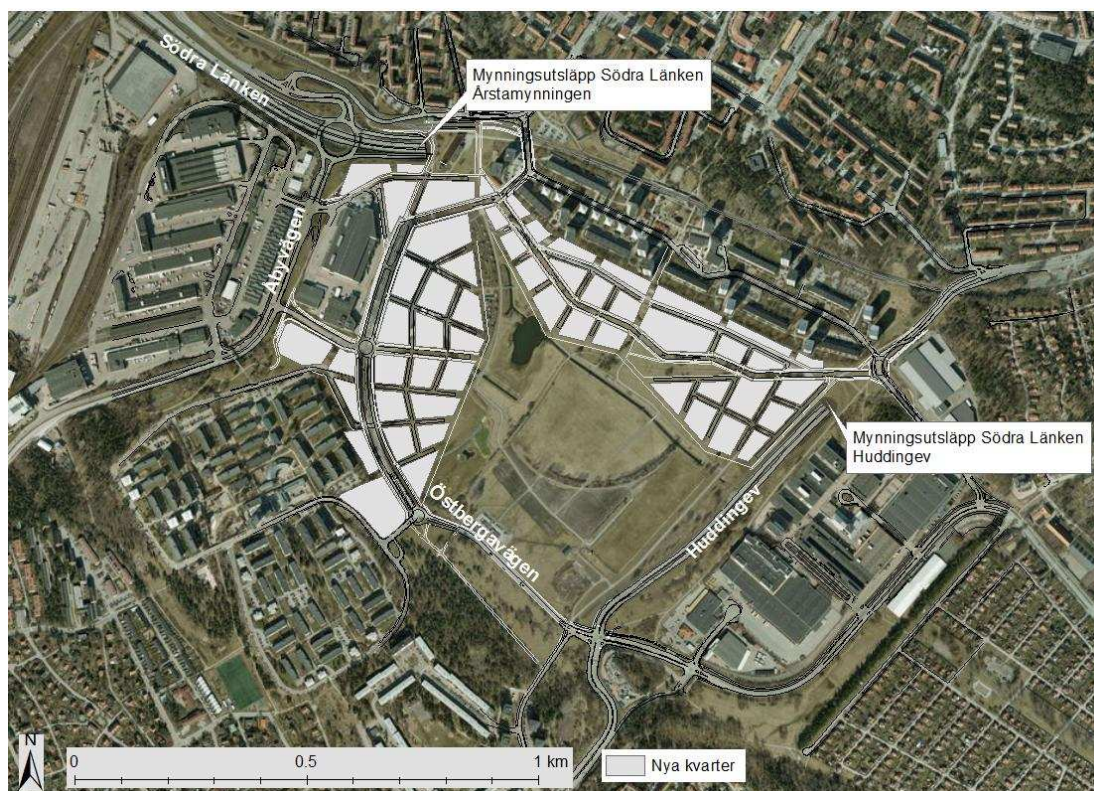 Södra Länken
Mynningsutsläpp Södra Länken
Årstamynningen
Åbyvägen
Mynningsutsläpp Södra Länken
Huddingev
Östbergavägen
Huddingev
N
0 0.5 1 km
Nya kvarter